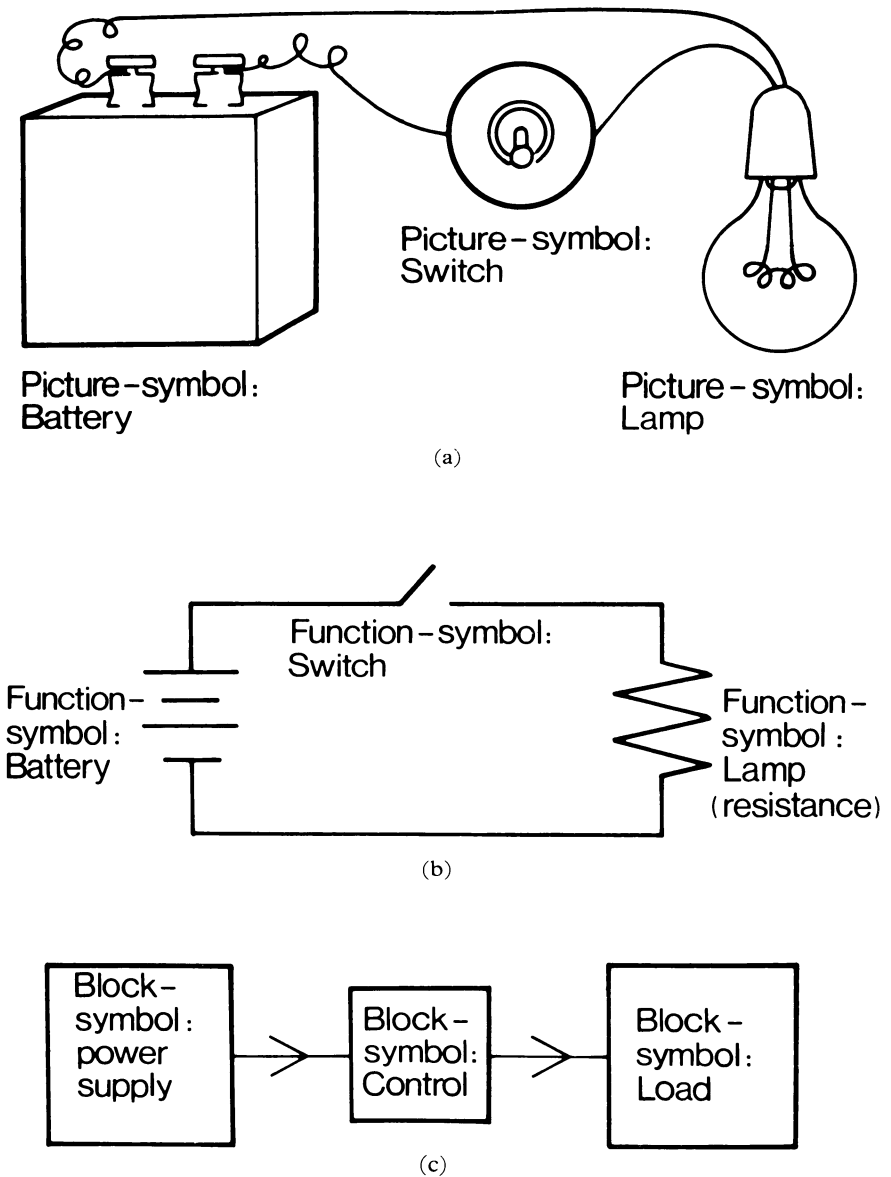 Picture-symbol:
Switch
Picture-symbol:
Battery
Picture-symbol:
Lamp
(a)
Function-symbol:
Switch
Function-
symbol:
Battery
Function-
symbol:
Lamp
(resistance)
(b)
Block-
symbol:
power
supply
Block-
symbol:
Control
Block-
symbol:
Load
(c)